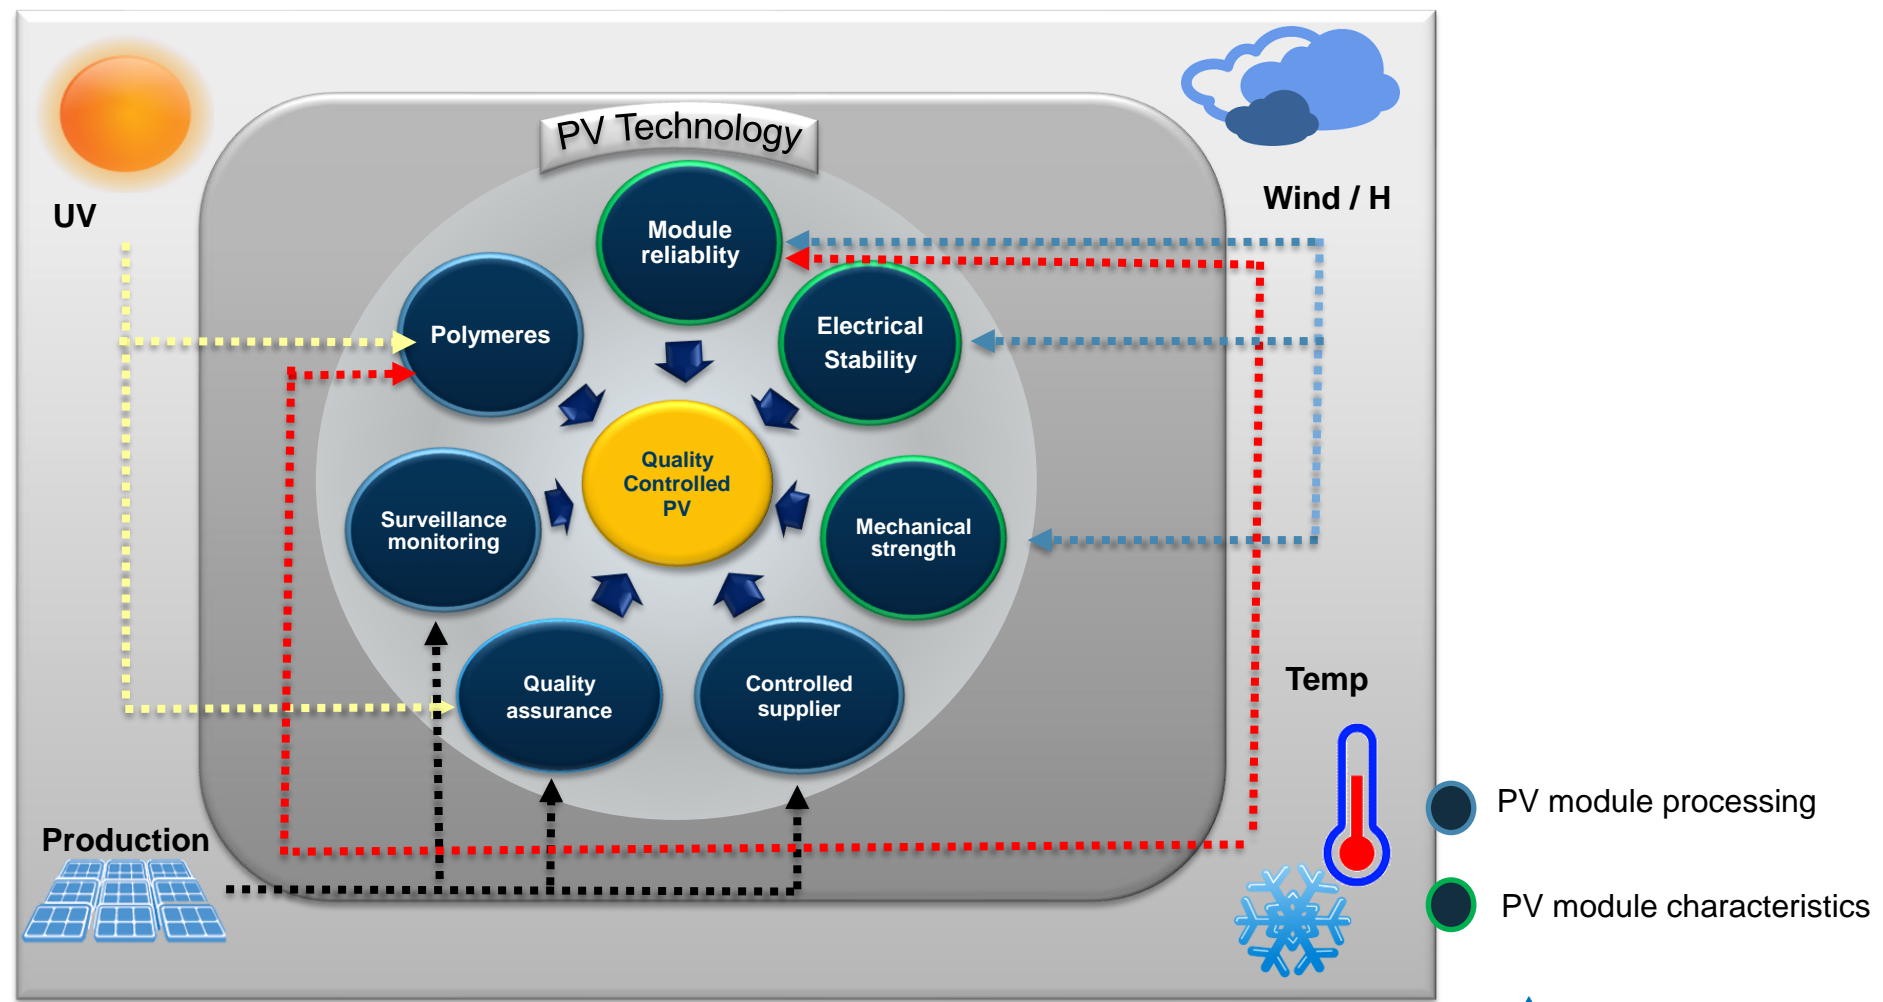 PV Technology
UV
Wind / H
Module
reliablity
Polymeres
Electrical
Stability
Quality
Controlled
PV
Surveillance
monitoring
Mechanical
strength
Quality
assurance
Controlled
supplier
Temp
Production
PV module processing
PV module characteristics